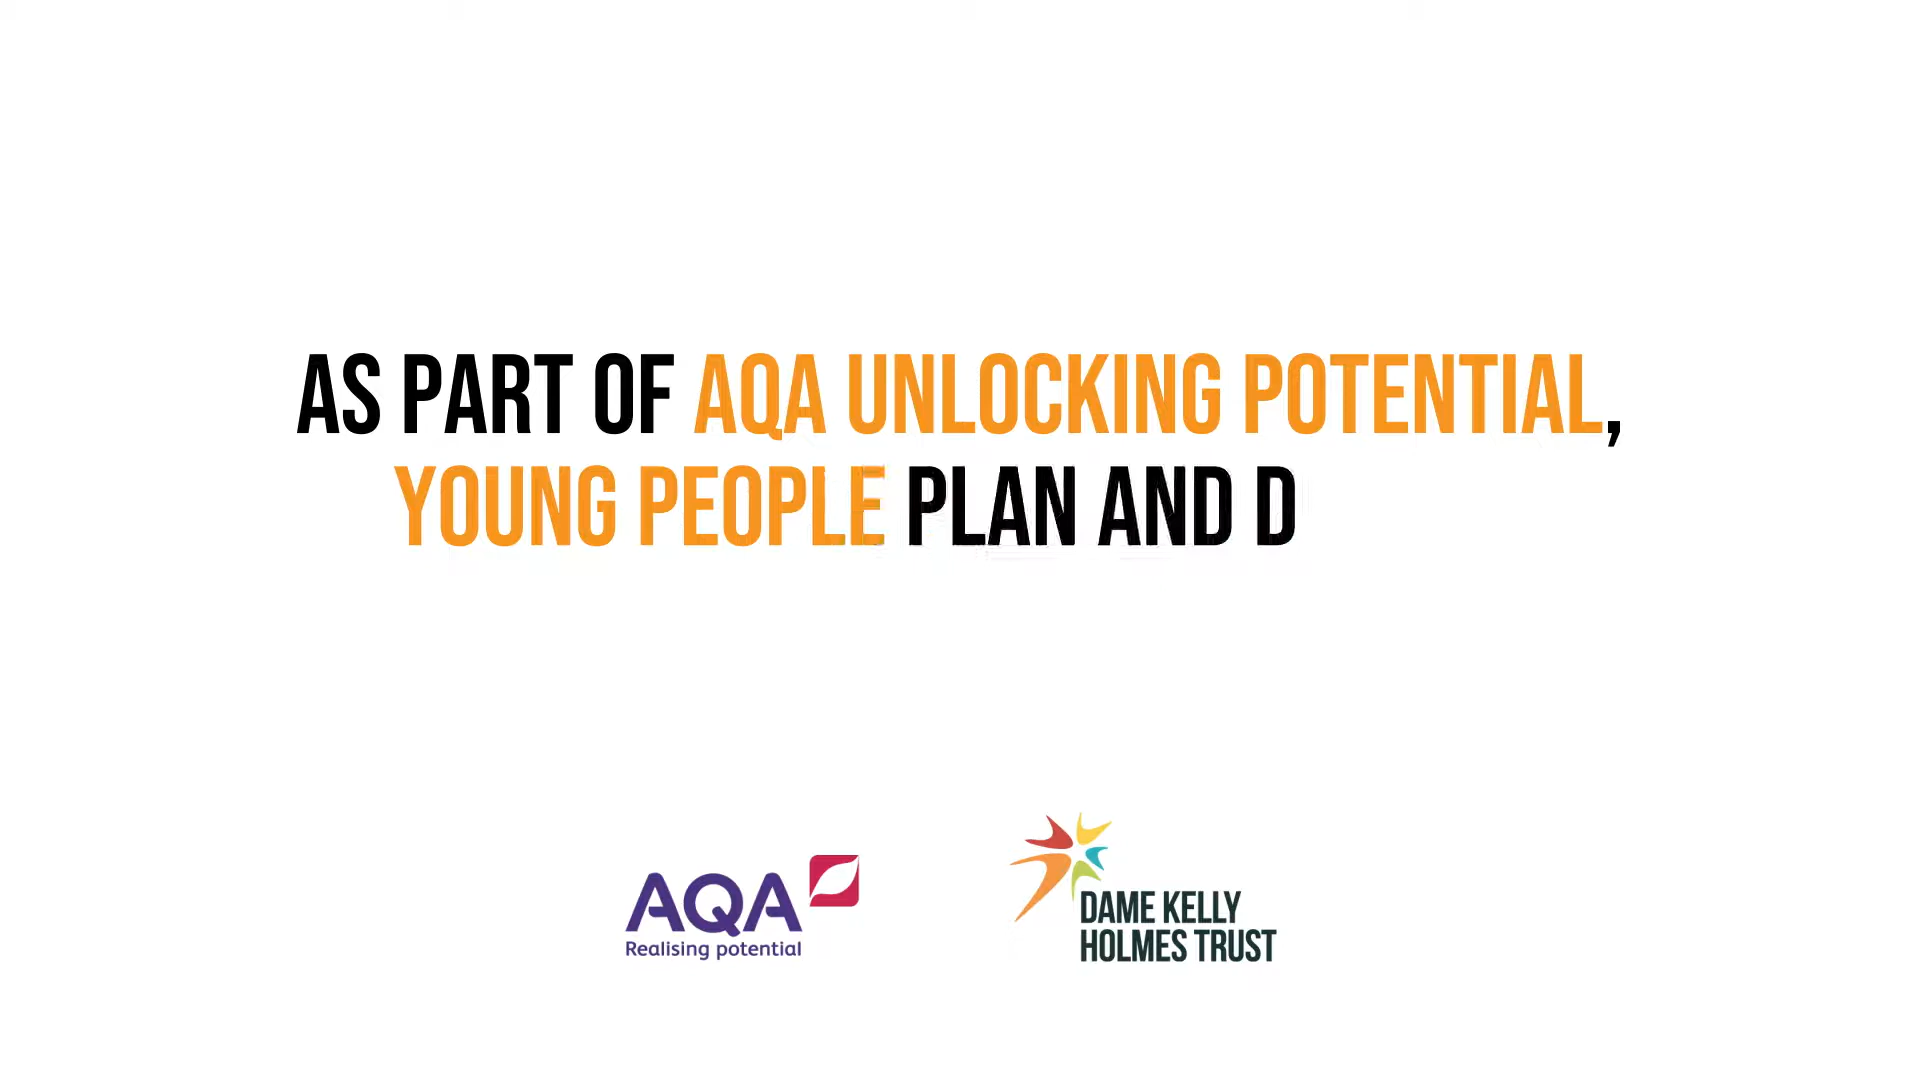 AS PART OF AQA UNLOCKING POTENTIAL,
YOUNG PEOPLE PLAN AND D
AQA
Realising potential
DAME KELLY
HOLMES TRUST